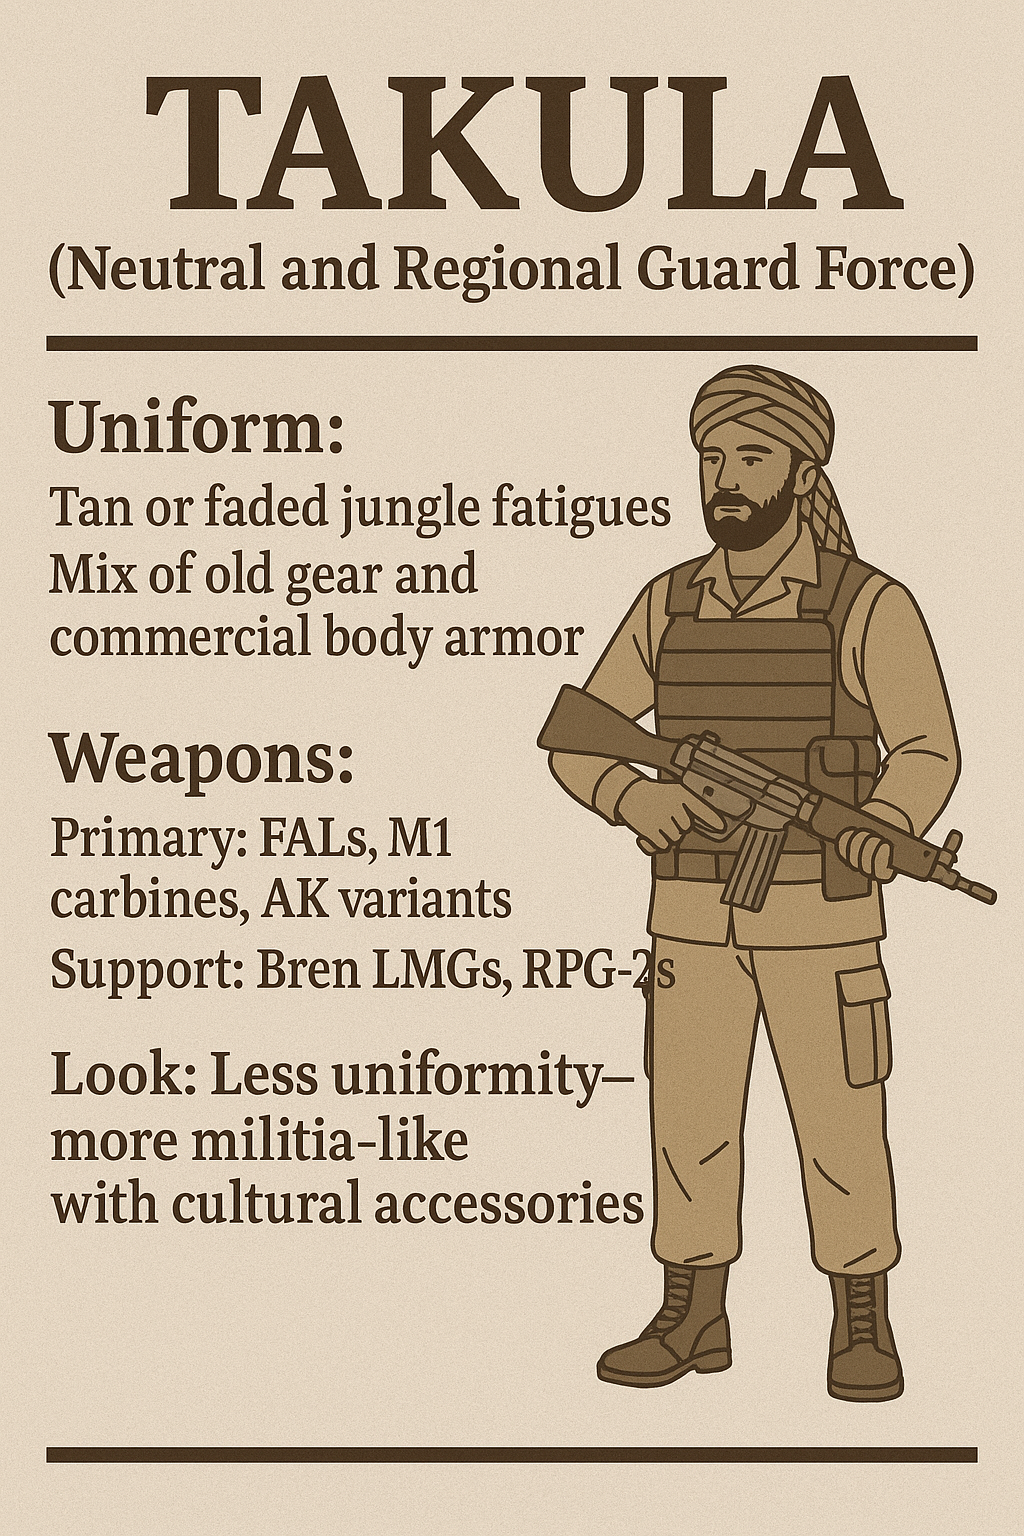 TAKULA
(Neutral and Regional Guard Force)
Uniform:
Tan or faded jungle fatigues
Mix of old gear and
commercial body armor
Weapons:
Primary: FALs, M1
carbines, AK variants
Support: Bren LMGs, RPG-2s
Look: Less uniformity–
more militia-like
with cultural accessories